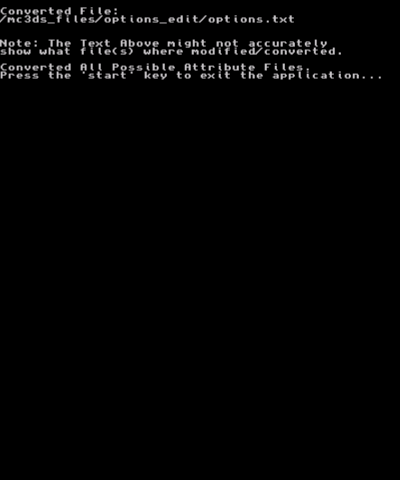 Converted File:
/mc3ds_files/options_edit/options.txt
Note: The Text Above might not accurately
show what file(s) where modified/converted.
Converted All Possible Attribute Files.
Press the 'start' key to exit the application...